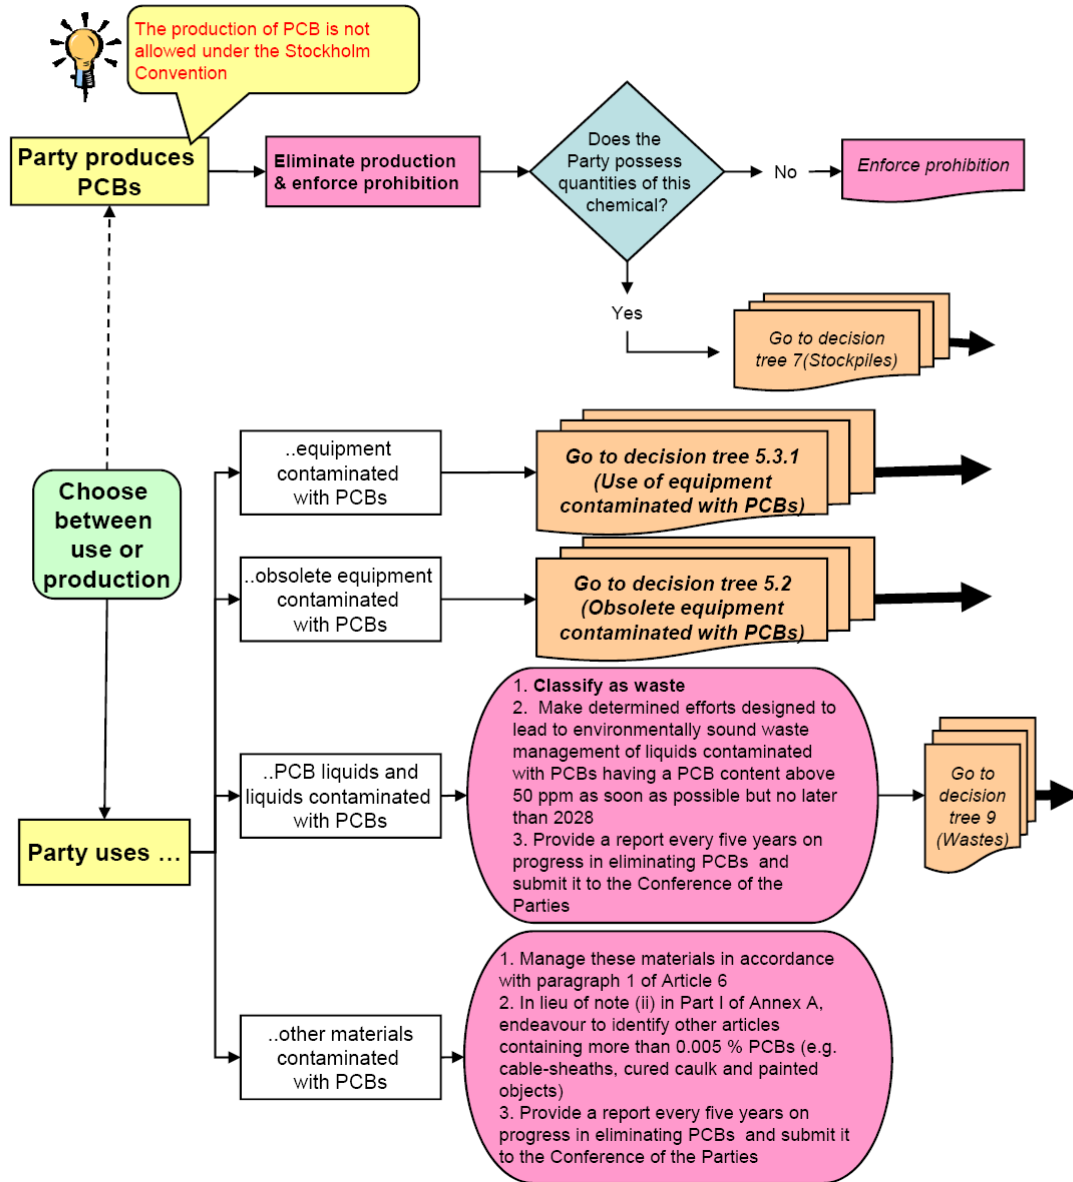 The production of PCB is not
allowed under the Stockholm
Convention
Party produces
PCBs
Eliminate production
& enforce prohibition
Does the
Party possess
quantities of this
chemical?
No
Enforce prohibition
Yes
Go to decision
tree 7(Stockpiles)
Choose
between
use or
production
..equipment
contaminated
with PCBs
Go to decision tree 5.3.1
(Use of equipment
contaminated with PCBs)
..obsolete equipment
contaminated
with PCBs
Go to decision tree 5.2
(Obsolete equipment
contaminated with PCBs)
Party uses ...
..PCB liquids and
liquids contaminated
with PCBs
1. Classify as waste
2. Make determined efforts designed to
lead to environmentally sound waste
management of liquids contaminated
with PCBs having a PCB content above
50 ppm as soon as possible but no later
than 2028
3. Provide a report every five years on
progress in eliminating PCBs and
submit it to the Conference of the
Parties
Go to
decision
tree 9
(Wastes)
..other materials
contaminated
with PCBs
1. Manage these materials in accordance
with paragraph 1 of Article 6
2. In lieu of note (ii) in Part I of Annex A,
endeavour to identify other articles
containing more than 0.005 % PCBs (e.g.
cable-sheaths, cured caulk and painted
objects)
3. Provide a report every five years on
progress in eliminating PCBs and submit it
to the Conference of the Parties